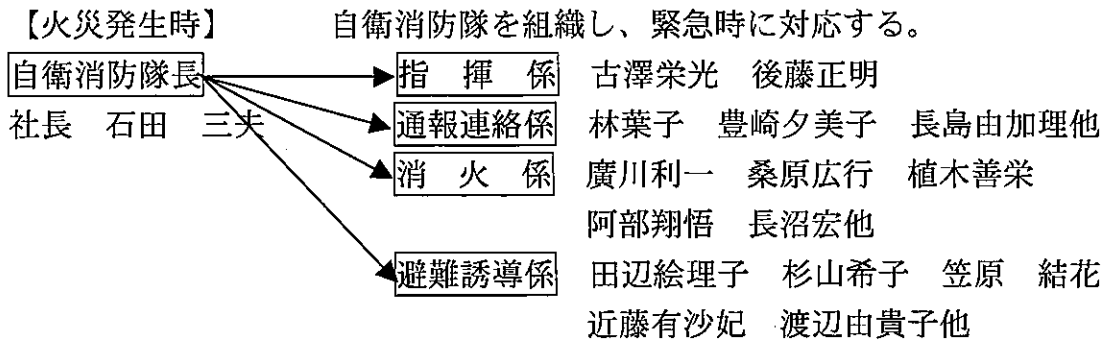 【火災発生時】 自衛消防隊を組織し、緊急時に対応する。
自衛消防隊長 指揮係 古澤栄光 後藤正明
社長 石田 三夫 通報連絡係 林葉子 豊崎夕美子 長島由加理他
消火係 廣川利一 桑原広行 植木善栄
阿部翔悟 長沼宏他
避難誘導係 田辺絵理子 杉山希子 笠原 結花
近藤有沙妃 渡辺由貴子他